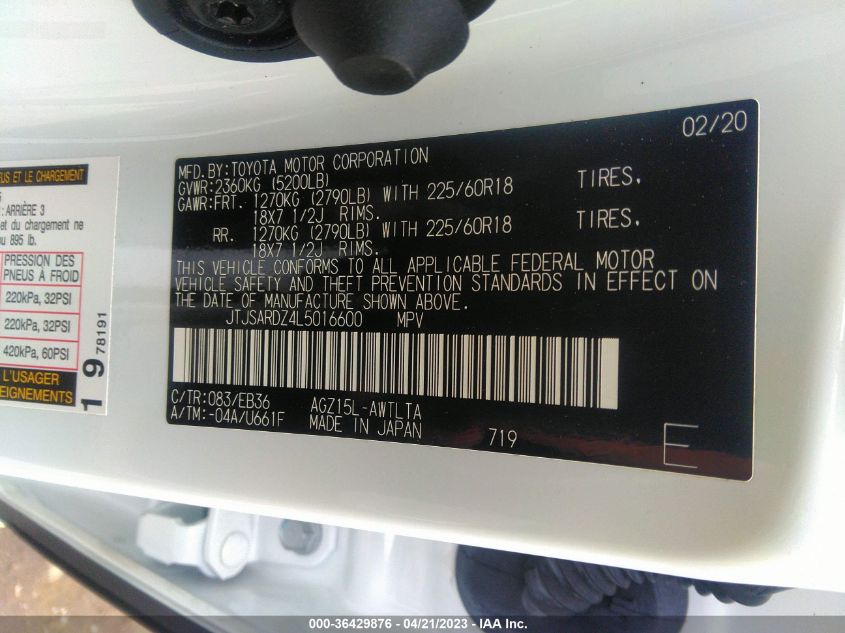 02/20
MFD.BY:TOYOTA MOTOR CORPORATION
GVWR:2360KG (5200LB)
GAWR:FRT. 1270KG (2790LB) WITH 225/60R18 TIRES.
18X7 1/2J RIMS.
RR. 1270KG (2790LB) WITH 225/60R18 TIRES.
18X7 1/2J RIMS.
THIS VEHICLE CONFORMS TO ALL APPLICABLE FEDERAL MOTOR
VEHICLE SAFETY AND THEFT PREVENTION STANDARDS IN EFFECT ON
THE DATE OF MANUFACTURE SHOWN ABOVE.
JTJSARDZ4L5016600 MPV
C/TR:083/EB36 AGZ15L-AWTLTA
A/TM:-04A/U661F MADE IN JAPAN 719 E
ET LE CHARGEMENT
: ARRIÈRE 3
et du chargement ne
895 lb.
PRESSION DES
PNEUS À FROID
220kPa, 32PSI
220kPa, 32PSI
420kPa, 60PSI
L'USAGER
1 9 78191
000-36429876 - 04/21/2023 - IAA Inc.